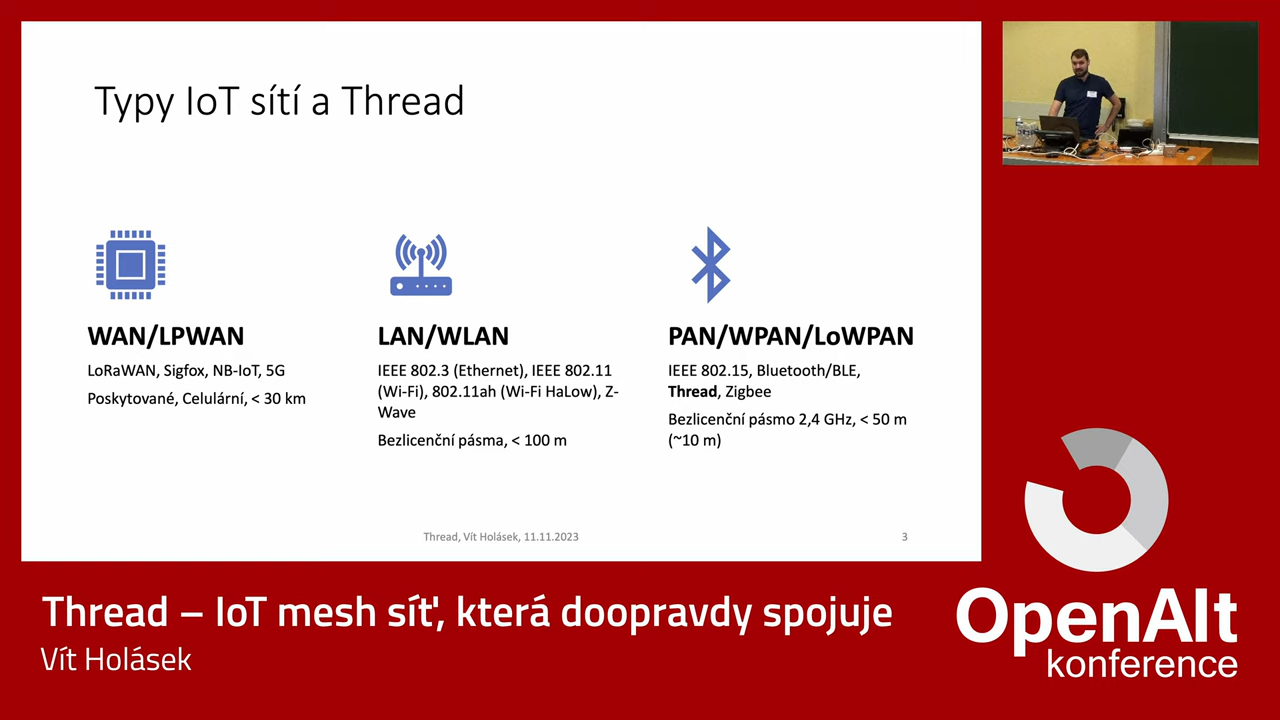 Typy IoT sítí a Thread
WAN/LPWAN
LoRaWAN, Sigfox, NB-IoT, 5G
Poskytované, Celulární, < 30 km
LAN/WLAN
IEEE 802.3 (Ethernet), IEEE 802.11
(Wi-Fi), 802.11ah (Wi-Fi HaLow), Z-
Wave
Bezlicenční pásma, < 100 m
PAN/WPAN/LoWPAN
IEEE 802.15, Bluetooth/BLE,
Thread, Zigbee
Bezlicenční pásmo 2,4 GHz, < 50 m
(~10 m)
Thread, Vít Holásek, 11.11.2023
3
Thread – IoT mesh síť, která doopravdy spojuje
Vít Holásek
OpenAlt
konference